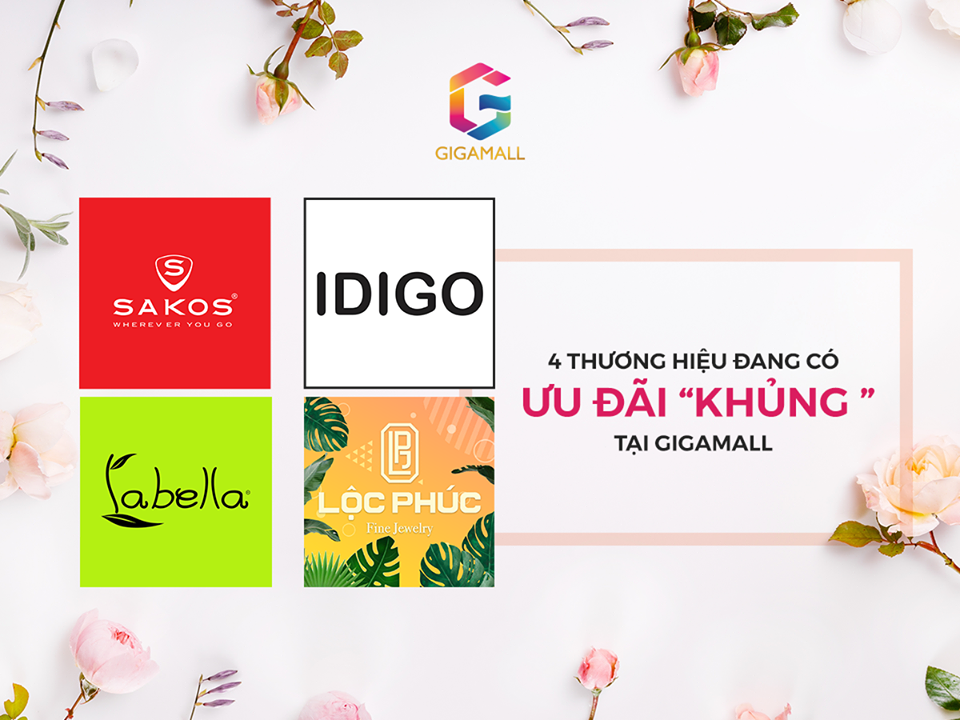 GIGAMALL
SAKOS®
WHEREVER YOU GO
IDIGO
Labella®
LỘC PHÚC
Fine Jewelry
4 THƯƠNG HIỆU ĐANG CÓ
ƯU ĐÃI “KHỦNG ”
TẠI GIGAMALL